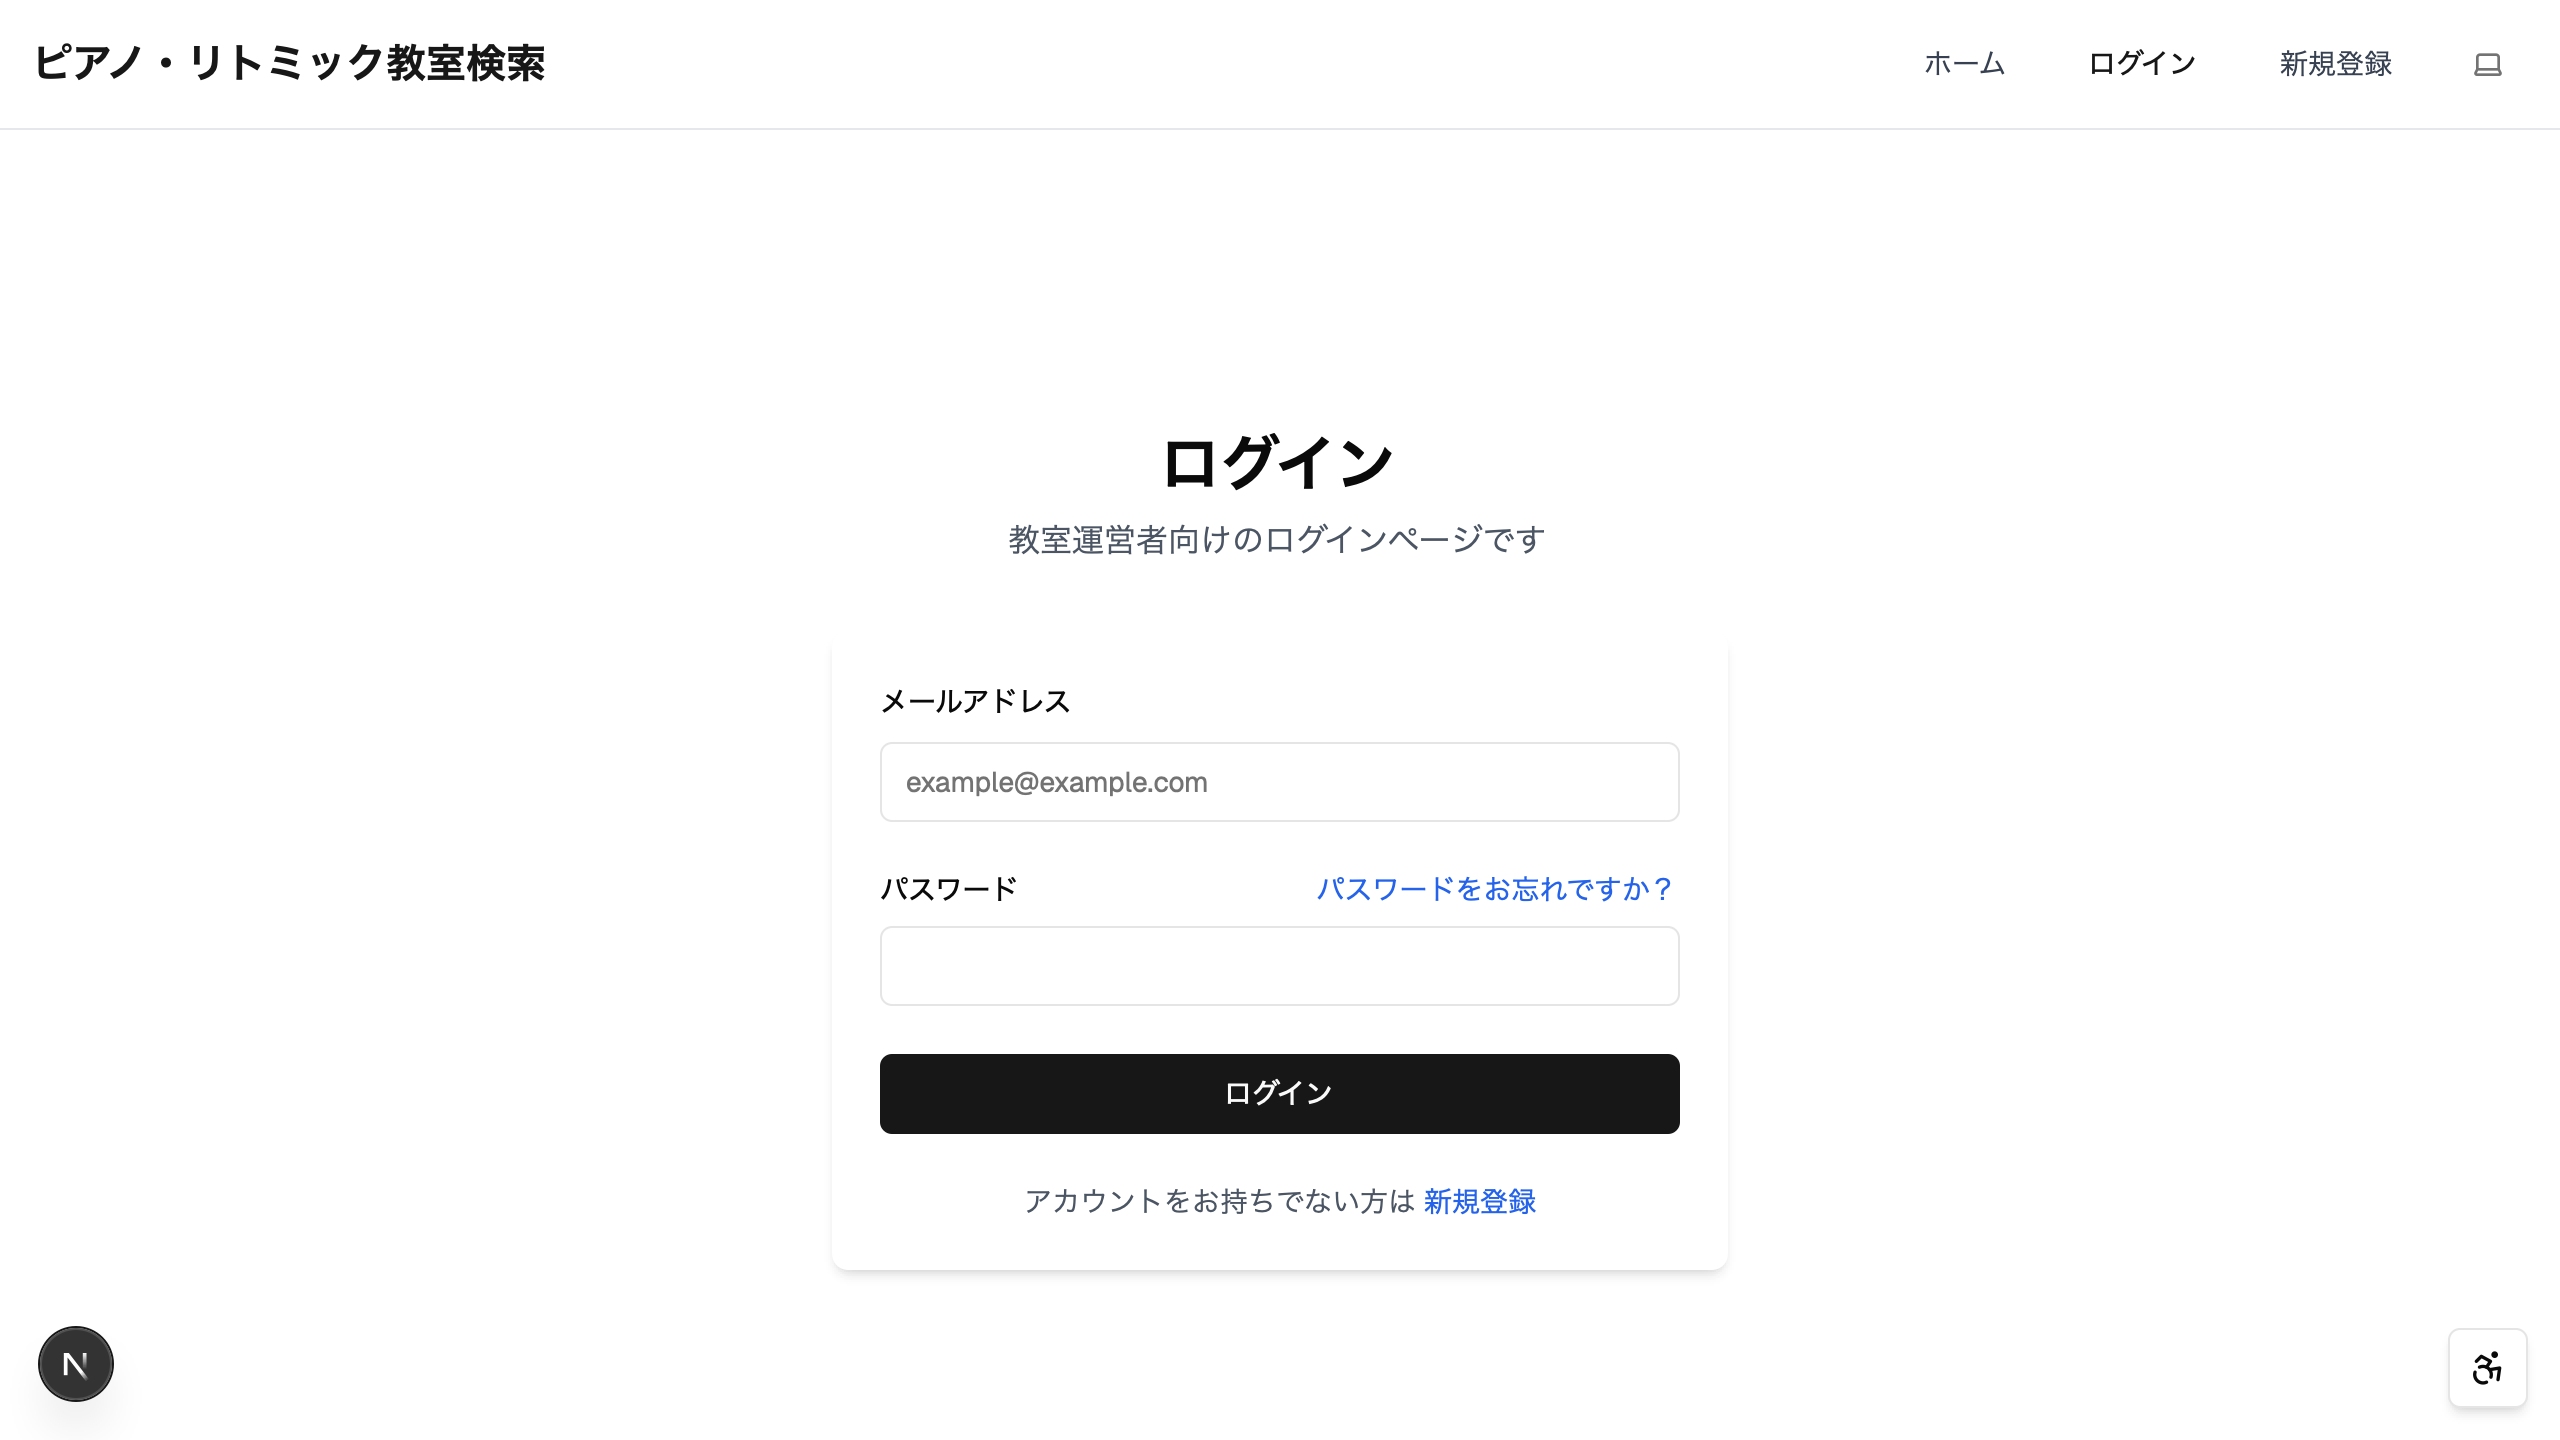 ピアノ・リトミック教室検索
ホーム
ログイン
新規登録
ログイン
教室運営者向けのログインページです
メールアドレス
example@example.com
パスワード
パスワードをお忘れですか？
ログイン
アカウントをお持ちでない方は 新規登録
N